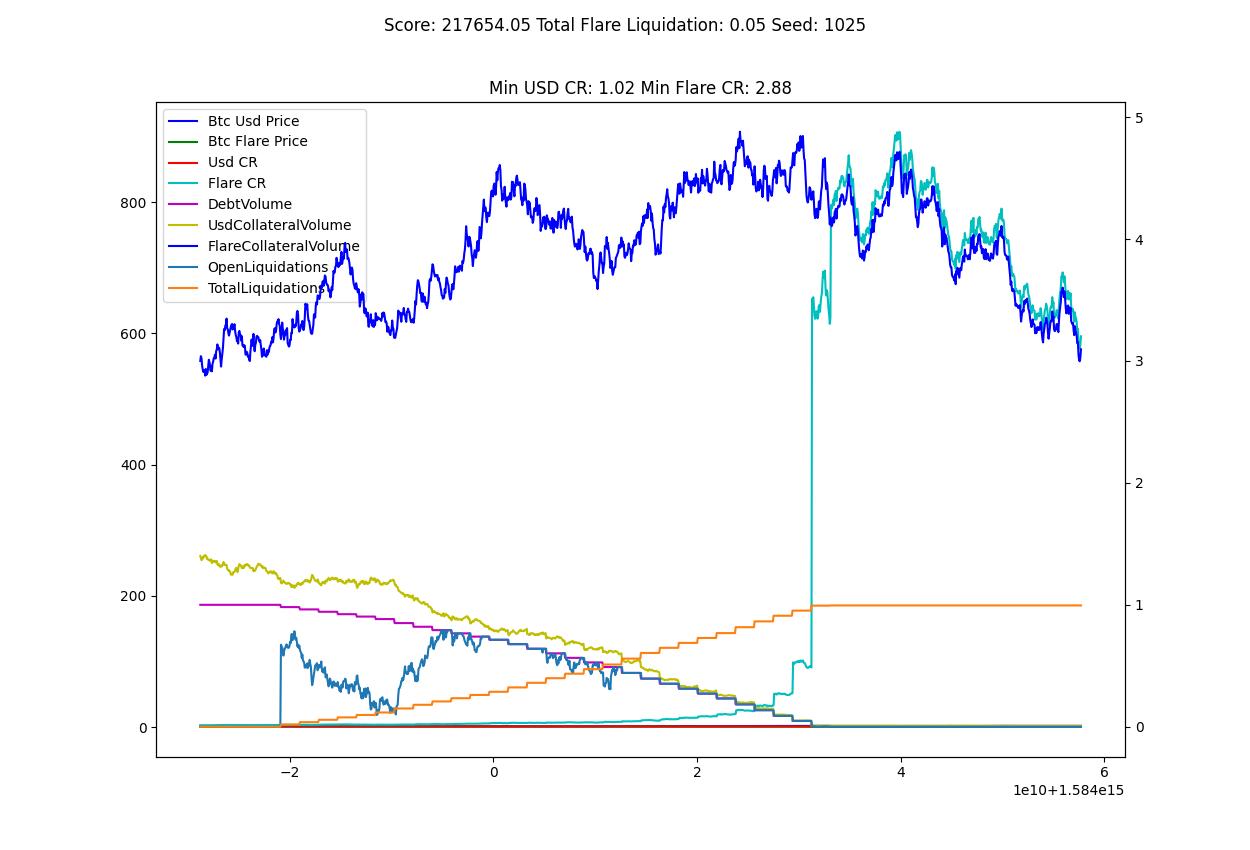 Score: 217654.05 Total Flare Liquidation: 0.05 Seed: 1025
Min USD CR: 1.02 Min Flare CR: 2.88
Btc Usd Price
Btc Flare Price
Usd CR
Flare CR
DebtVolume
UsdCollateralVolume
FlareCollateralVolume
OpenLiquidations
TotalLiquidations
800
600
400
200
0
5
4
3
2
1
0
−2
0
2
4
6
1e10+1.584e15